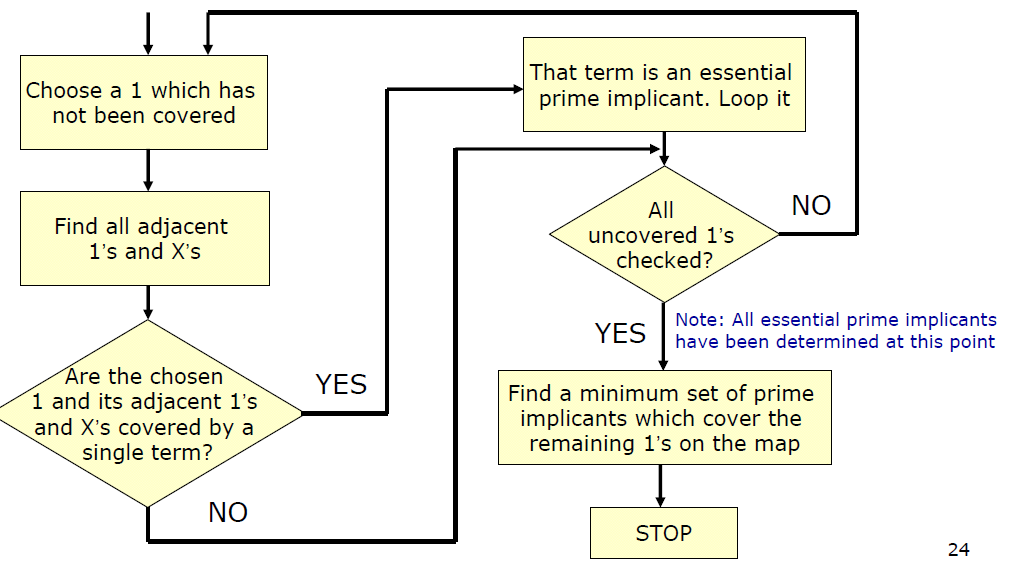 Choose a 1 which has
not been covered
Find all adjacent
1's and X's
Are the chosen
1 and its adjacent 1's
and X's covered by a
single term?
YES
NO
That term is an essential
prime implicant. Loop it
All
uncovered 1's
checked?
NO
YES
Note: All essential prime implicants
have been determined at this point
Find a minimum set of prime
implicants which cover the
remaining 1's on the map
STOP
24